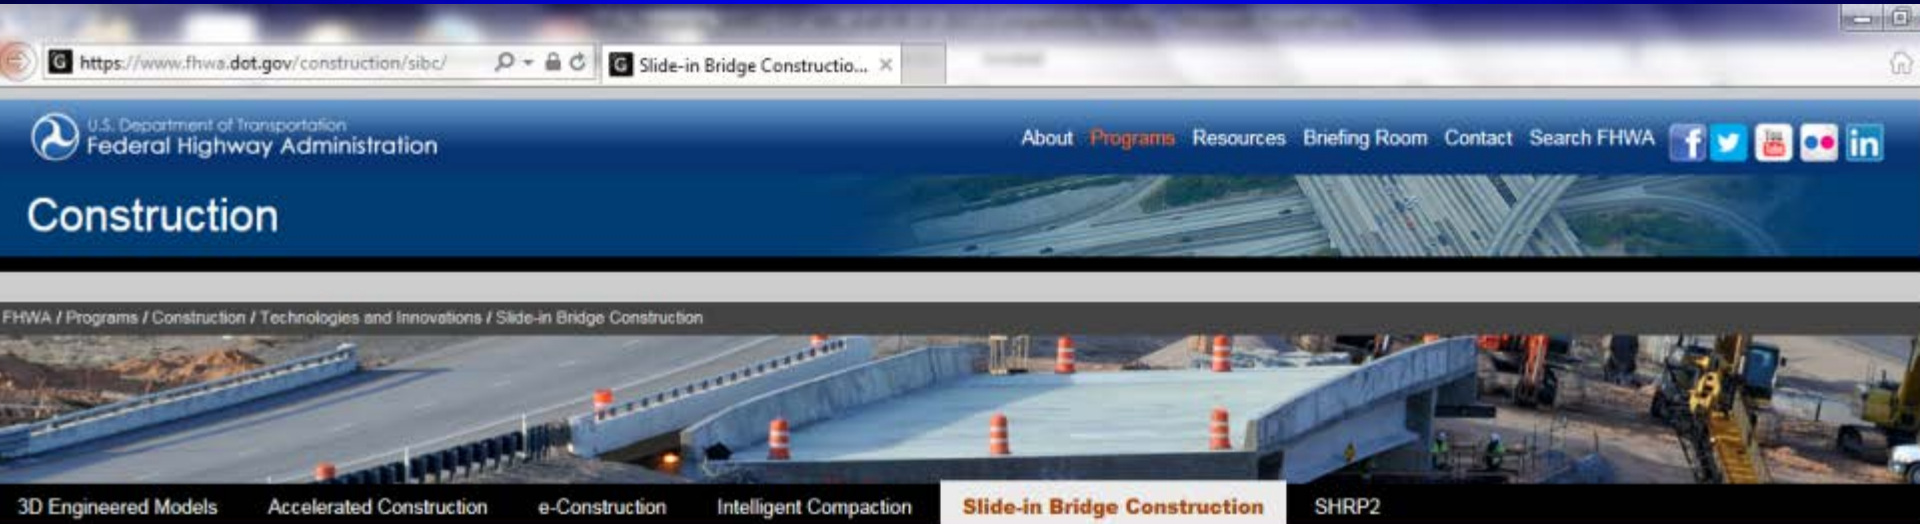 https://www.fhwa.dot.gov/construction/sibc/
Slide-in Bridge Constructio...
U.S. Department of Transportation
Federal Highway Administration
About Programs Resources Briefing Room Contact Search FHWA
Construction
FHWA / Programs / Construction / Technologies and Innovations / Slide-in Bridge Construction
3D Engineered Models Accelerated Construction e-Construction Intelligent Compaction Slide-in Bridge Construction SHRP2